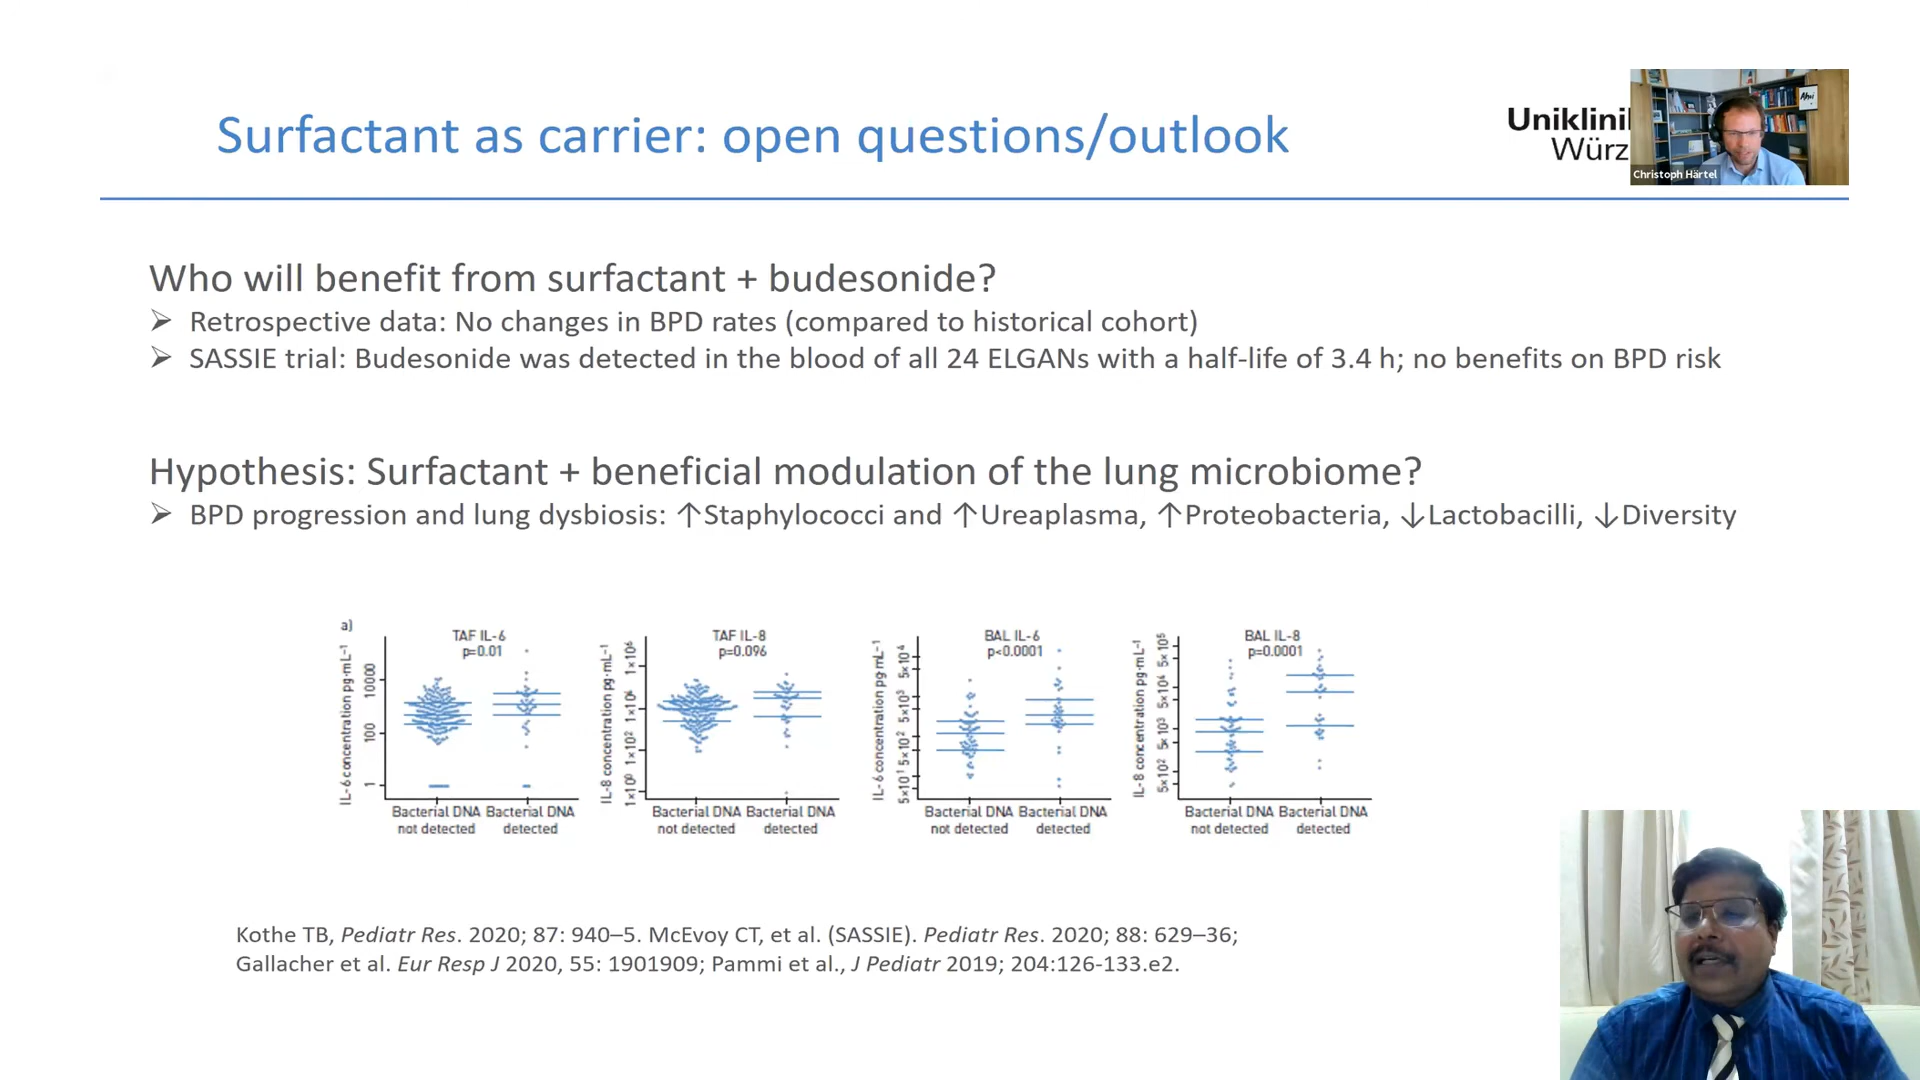 Surfactant as carrier: open questions/outlook
Uniklini
Würz
Christoph Härtel
Who will benefit from surfactant + budesonide?
➢ Retrospective data: No changes in BPD rates (compared to historical cohort)
➢ SASSIE trial: Budesonide was detected in the blood of all 24 ELGANs with a half-life of 3.4 h; no benefits on BPD risk
Hypothesis: Surfactant + beneficial modulation of the lung microbiome?
➢ BPD progression and lung dysbiosis: ↑Staphylococci and ↑Ureaplasma, ↑Proteobacteria, ↓Lactobacilli, ↓Diversity
a)
TAF IL-6
p=0.01
IL-6 concentration pg·mL⁻¹
10000
100
1
Bacterial DNA not detected
Bacterial DNA detected
TAF IL-8
p=0.096
IL-8 concentration pg·mL⁻¹
1×10⁶
1×10⁴
1×10²
1×10⁰
Bacterial DNA not detected
Bacterial DNA detected
BAL IL-6
p<0.0001
IL-6 concentration pg·mL⁻¹
5×10⁴
5×10³
5×10²
5×10¹
Bacterial DNA not detected
Bacterial DNA detected
BAL IL-8
p=0.0001
IL-8 concentration pg·mL⁻¹
5×10⁵
5×10⁴
5×10³
5×10²
Bacterial DNA not detected
Bacterial DNA detected
Kothe TB, Pediatr Res. 2020; 87: 940–5. McEvoy CT, et al. (SASSIE). Pediatr Res. 2020; 88: 629–36;
Gallacher et al. Eur Resp J 2020, 55: 1901909; Pammi et al., J Pediatr 2019; 204:126-133.e2.